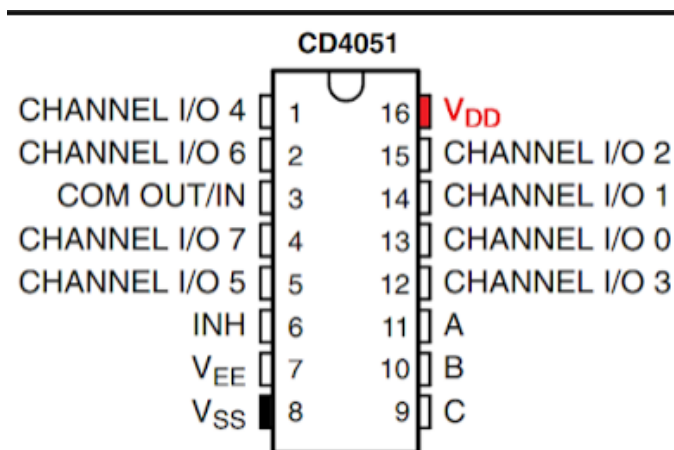 CD4051
CHANNEL I/O 4 1 16 VDD
CHANNEL I/O 6 2 15 CHANNEL I/O 2
COM OUT/IN 3 14 CHANNEL I/O 1
CHANNEL I/O 7 4 13 CHANNEL I/O 0
CHANNEL I/O 5 5 12 CHANNEL I/O 3
INH 6 11 A
VEE 7 10 B
VSS 8 9 C